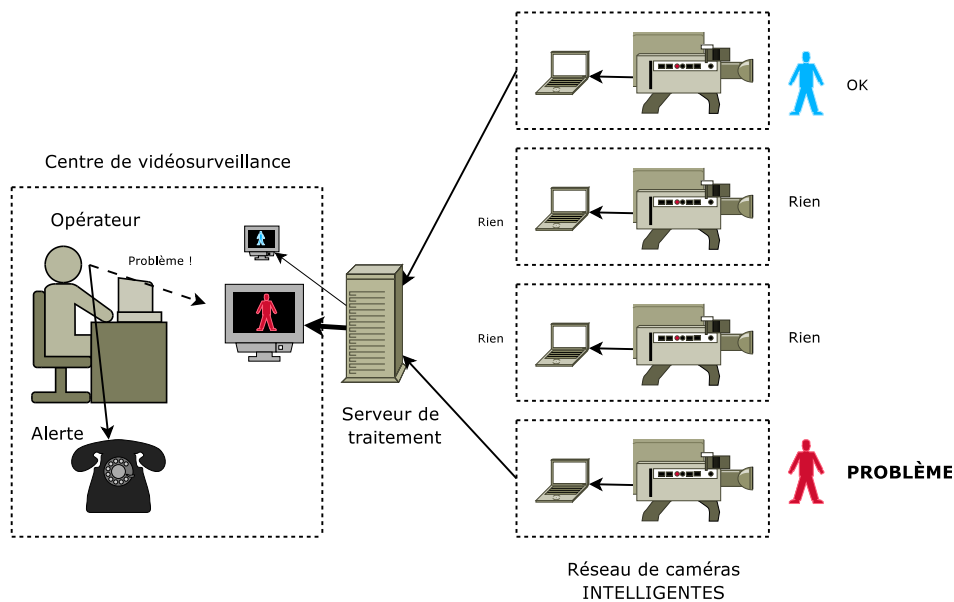 Centre de vidéosurveillance
Opérateur
Problème !
Alerte
Serveur de
traitement
OK
Rien
Rien
Rien
Rien
PROBLÈME
Réseau de caméras
INTELLIGENTES